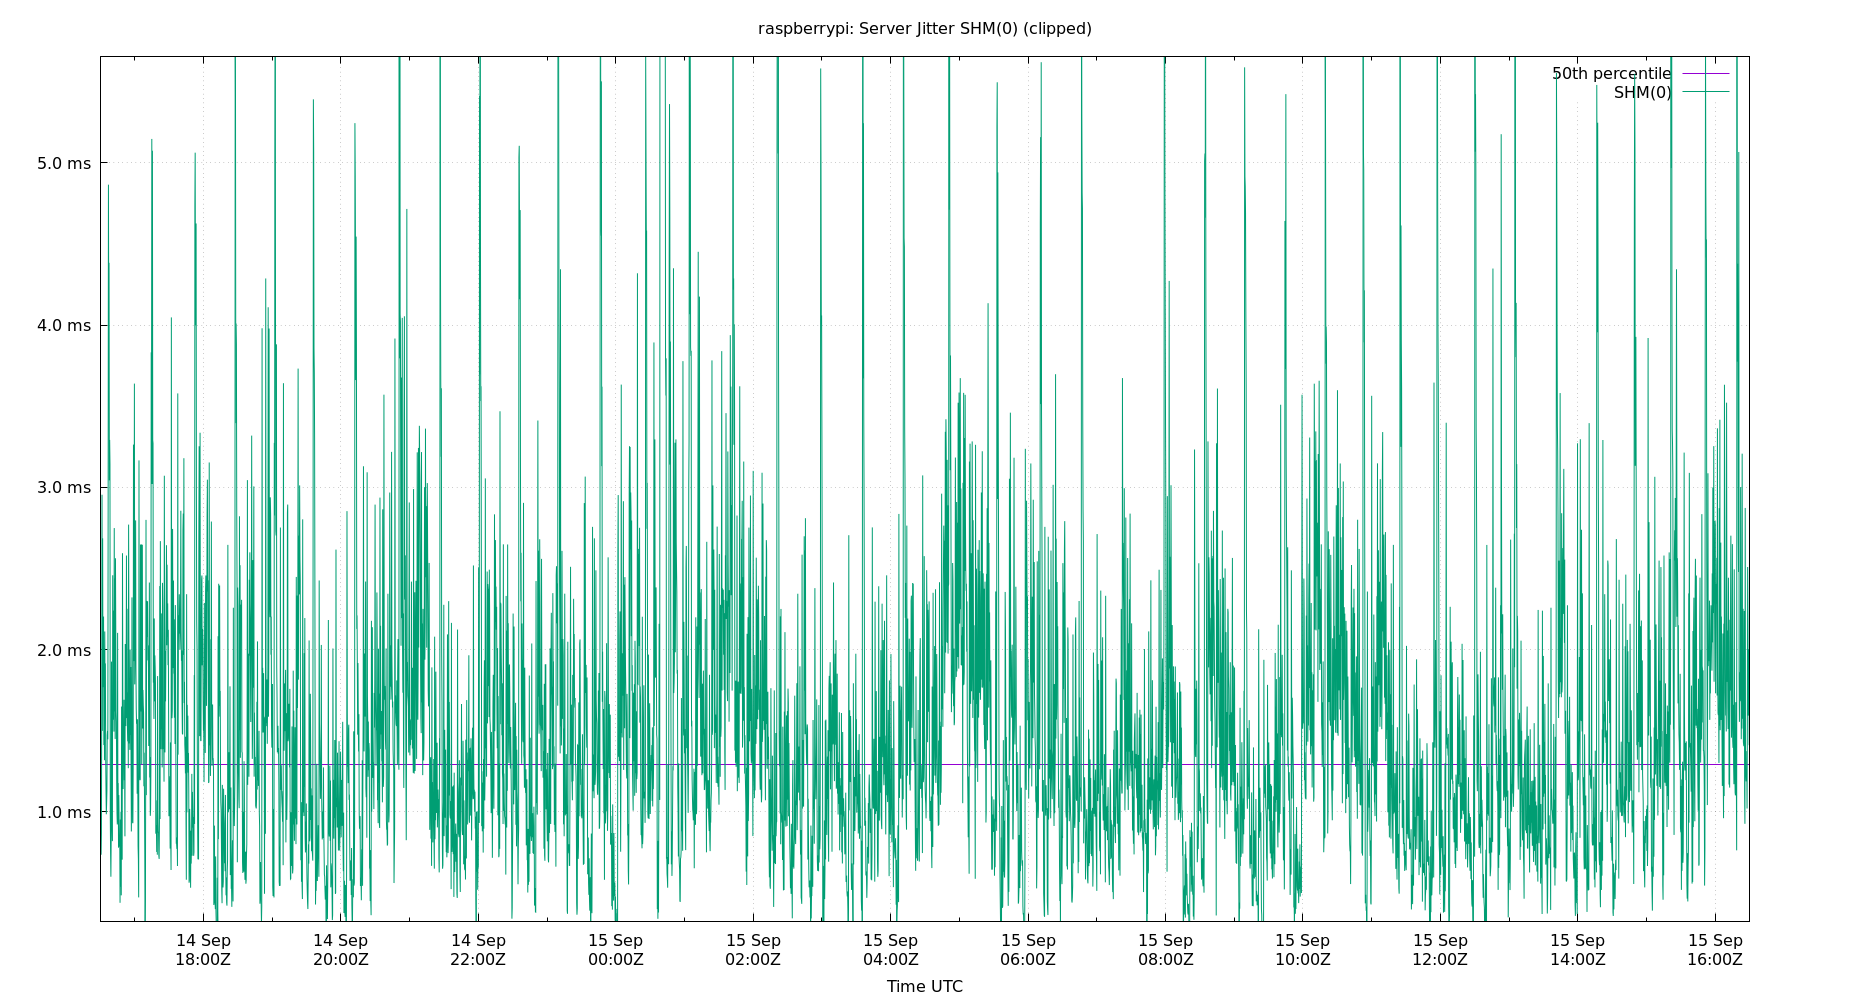 raspberrypi: Server Jitter SHM(0) (clipped)
50th percentile
SHM(0)
5.0 ms
4.0 ms
3.0 ms
2.0 ms
1.0 ms
14 Sep 14 Sep 14 Sep 15 Sep 15 Sep 15 Sep 15 Sep 15 Sep 15 Sep 15 Sep 15 Sep 15 Sep
18:00Z 20:00Z 22:00Z 00:00Z 02:00Z 04:00Z 06:00Z 08:00Z 10:00Z 12:00Z 14:00Z 16:00Z
Time UTC